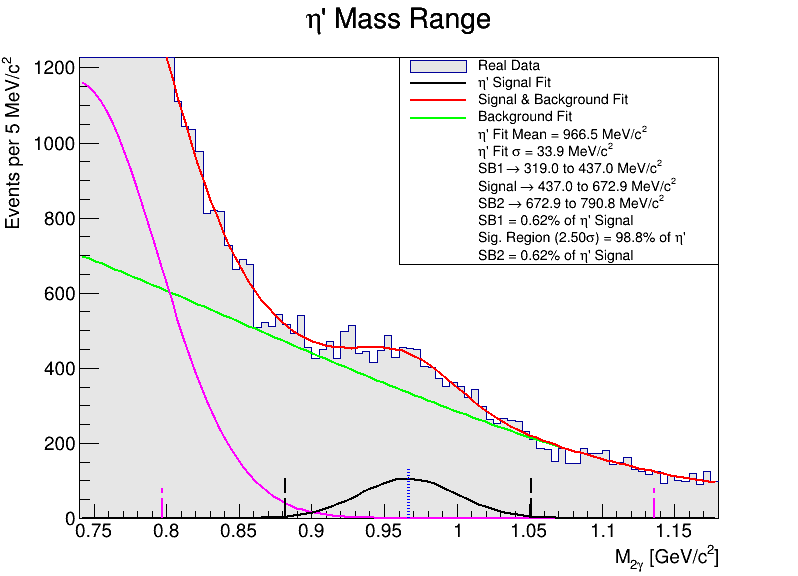 η' Mass Range
Events per 5 MeV/c²
1200
1000
800
600
400
200
0
Real Data
η' Signal Fit
Signal & Background Fit
Background Fit
η' Fit Mean = 966.5 MeV/c²
η' Fit σ = 33.9 MeV/c²
SB1 → 319.0 to 437.0 MeV/c²
Signal → 437.0 to 672.9 MeV/c²
SB2 → 672.9 to 790.8 MeV/c²
SB1 = 0.62% of η' Signal
Sig. Region (2.50σ) = 98.8% of η'
SB2 = 0.62% of η' Signal
0.75 0.8 0.85 0.9 0.95 1 1.05 1.1 1.15
M₂γ [GeV/c²]